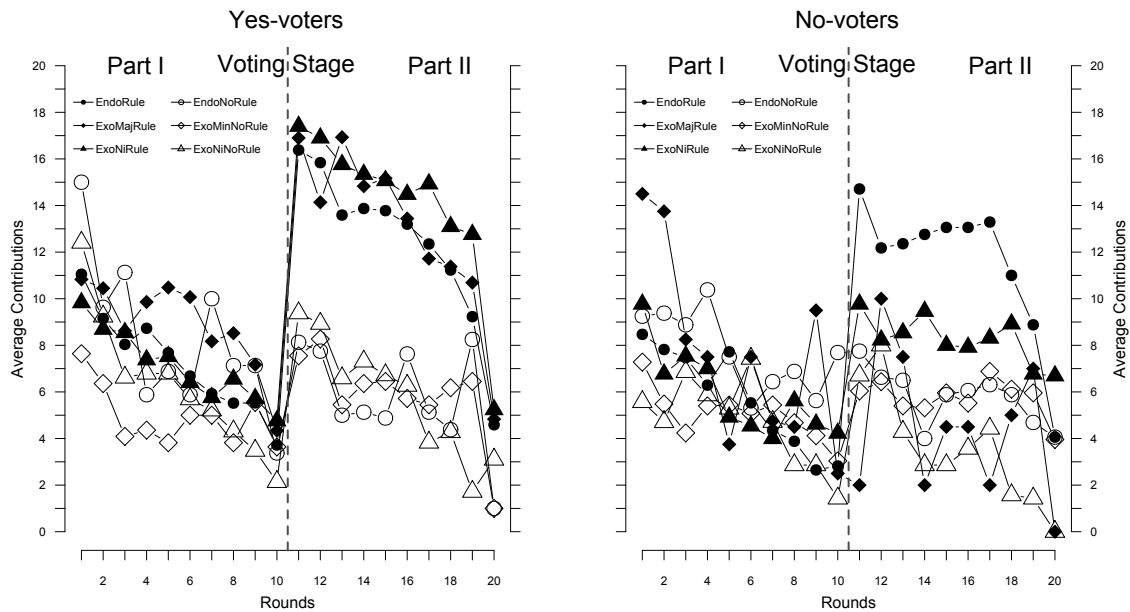 Yes-voters
Part I
Voting Stage
Part II
EndoRule
EndoNoRule
ExoMajRule
ExoMinNoRule
ExoNiRule
ExoNiNoRule
Average Contributions
20
18
16
14
12
10
8
6
4
2
0
2 4 6 8 10 12 14 16 18 20
Rounds
No-voters
Part I
Voting Stage
Part II
EndoRule
EndoNoRule
ExoMajRule
ExoMinNoRule
ExoNiRule
ExoNiNoRule
20
18
16
14
12
10
8
6
4
2
0
Average Contributions
2 4 6 8 10 12 14 16 18 20
Rounds